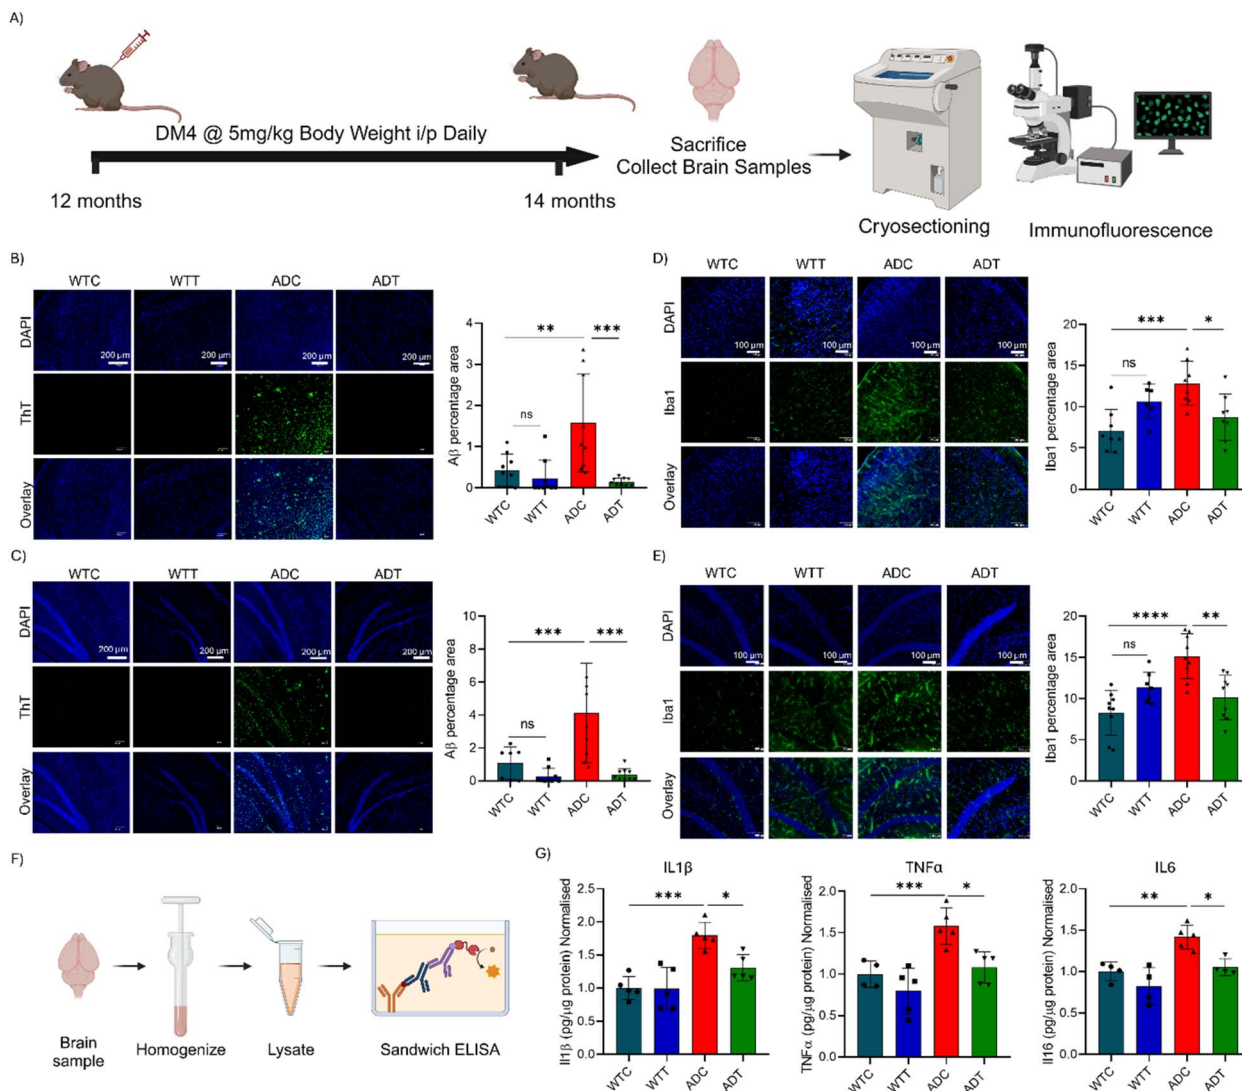 A)
DM4 @ 5mg/kg Body Weight i/p Daily
12 months
14 months
Sacrifice
Collect Brain Samples
Cryosectioning
Immunofluorescence
B)
WTC WTT ADC ADT
DAPI
200 µm 200 µm 200 µm 200 µm
ThT
Overlay
Aβ percentage area
4
3
2
1
0
** ***
ns
WTC WTT ADC ADT
C)
WTC WTT ADC ADT
DAPI
200 µm 200 µm 200 µm 200 µm
ThT
Overlay
Aβ percentage area
10
8
6
4
2
0
*** ***
ns
WTC WTT ADC ADT
D)
WTC WTT ADC ADT
DAPI
100 µm 100 µm 100 µm 100 µm
Iba1
Overlay
Iba1 percentage area
20
15
10
5
0
*** *
ns
WTC WTT ADC ADT
E)
WTC WTT ADC ADT
DAPI
100 µm 100 µm 100 µm 100 µm
Iba1
Overlay
Iba1 percentage area
20
15
10
5
0
**** **
ns
WTC WTT ADC ADT
F)
Brain
sample
Homogenize
Lysate
Sandwich ELISA
G)
IL1β
Il1β (pg/µg protein) Normalised
2.5
2.0
1.5
1.0
0.5
0.0
*** *
WTC WTT ADC ADT
TNFα
TNFα (pg/µg protein) Normalised
2.0
1.5
1.0
0.5
0.0
*** *
WTC WTT ADC ADT
IL6
Il16 (pg/µg protein) Normalised
2.0
1.5
1.0
0.5
0.0
** *
WTC WTT ADC ADT